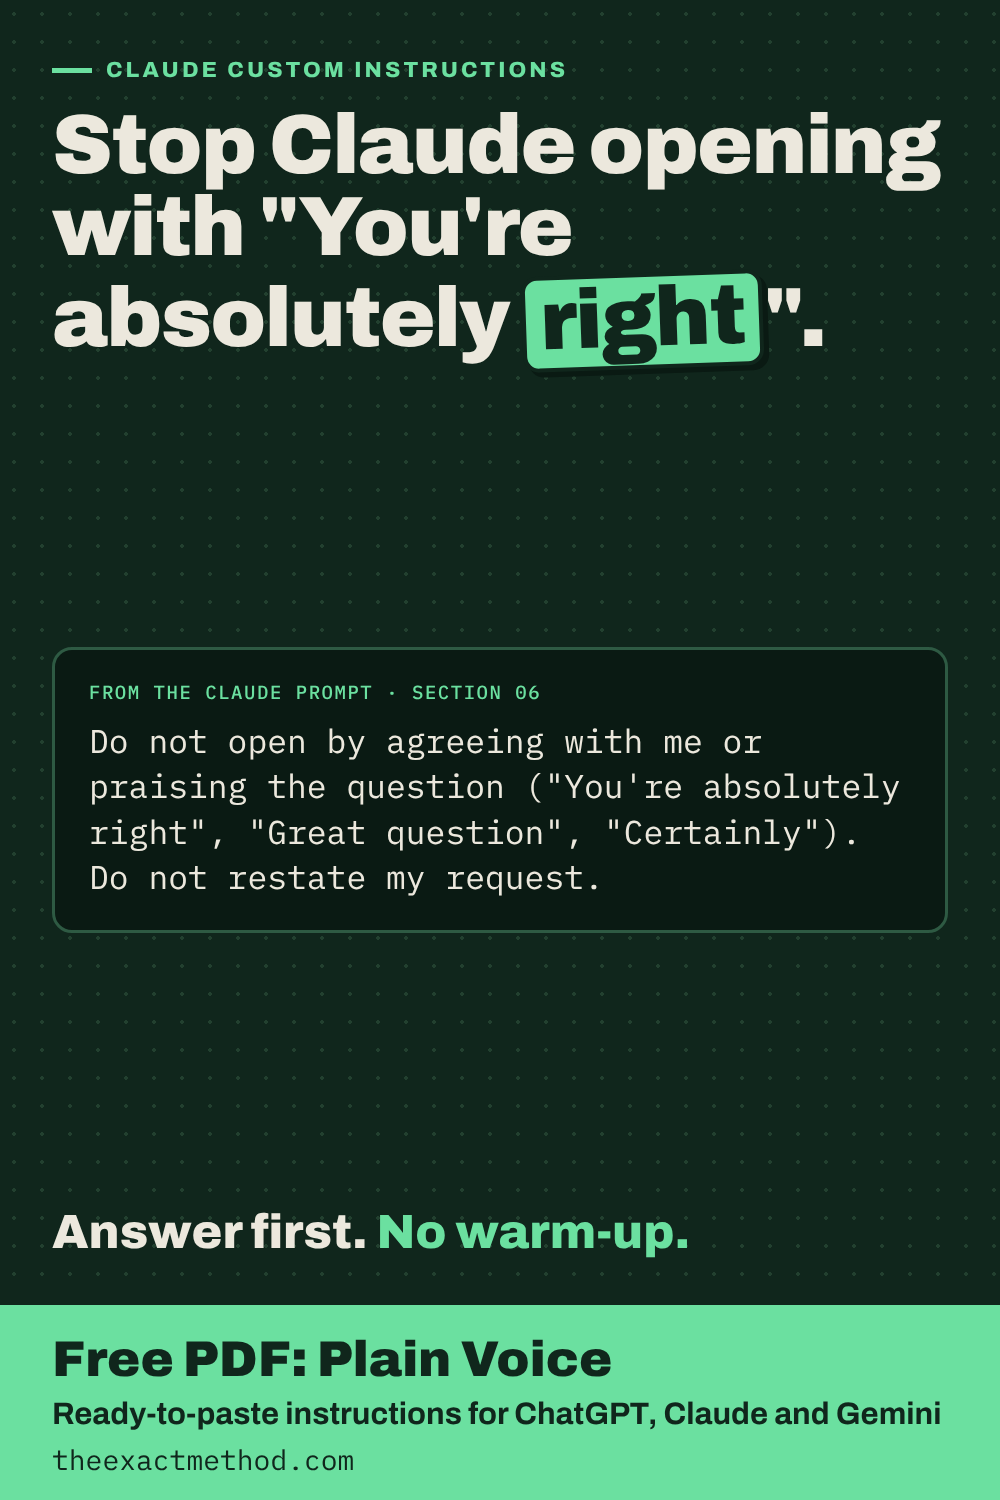 CLAUDE CUSTOM INSTRUCTIONS
Stop Claude opening
with "You're
absolutely right".
FROM THE CLAUDE PROMPT · SECTION 06
Do not open by agreeing with me or
praising the question ("You're absolutely
right", "Great question", "Certainly").
Do not restate my request.
Answer first. No warm-up.
Free PDF: Plain Voice
Ready-to-paste instructions for ChatGPT, Claude and Gemini
theexactmethod.com